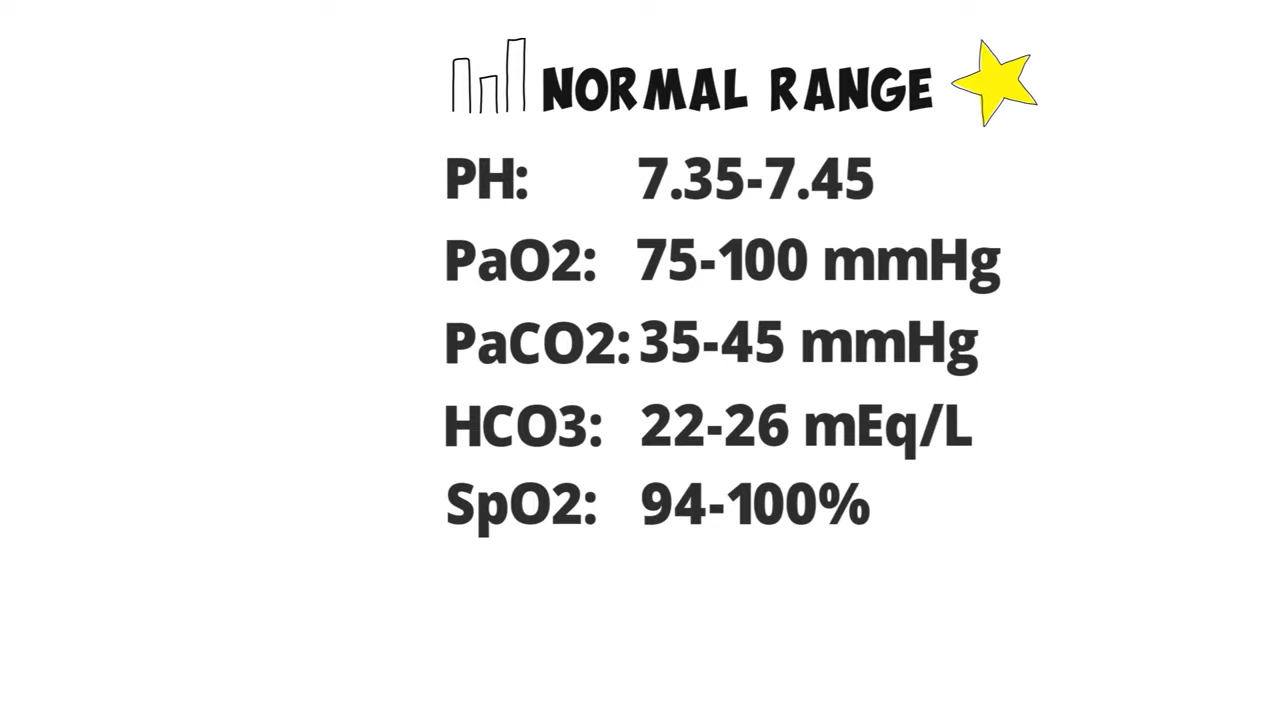 NORMAL RANGE
PH: 7.35-7.45
PaO2: 75-100 mmHg
PaCO2: 35-45 mmHg
HCO3: 22-26 mEq/L
SpO2: 94-100%